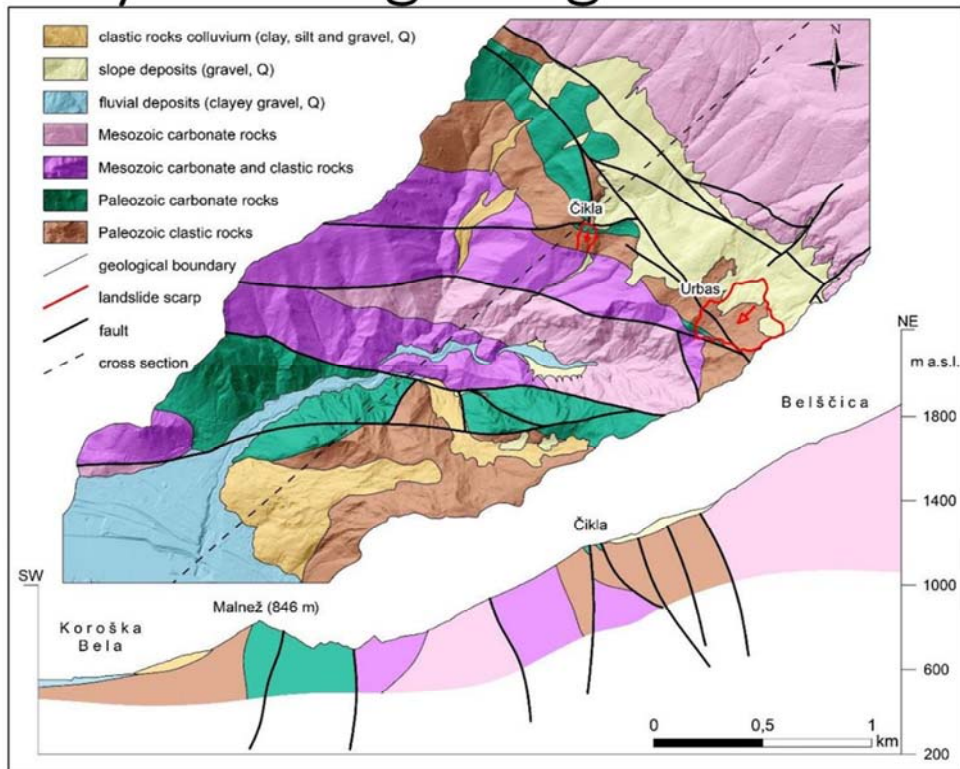 clastic rocks colluvium (clay, silt and gravel, Q)
slope deposits (gravel, Q)
fluvial deposits (clayey gravel, Q)
Mesozoic carbonate rocks
Mesozoic carbonate and clastic rocks
Paleozoic carbonate rocks
Paleozoic clastic rocks
geological boundary
landslide scarp
fault
cross section
N
Čikla
Urbas
NE
m a.s.l.
Belščica
1800
1400
Čikla
SW
1000
Malnež (846 m)
Koroška
Bela
600
0 0,5 1
km
200